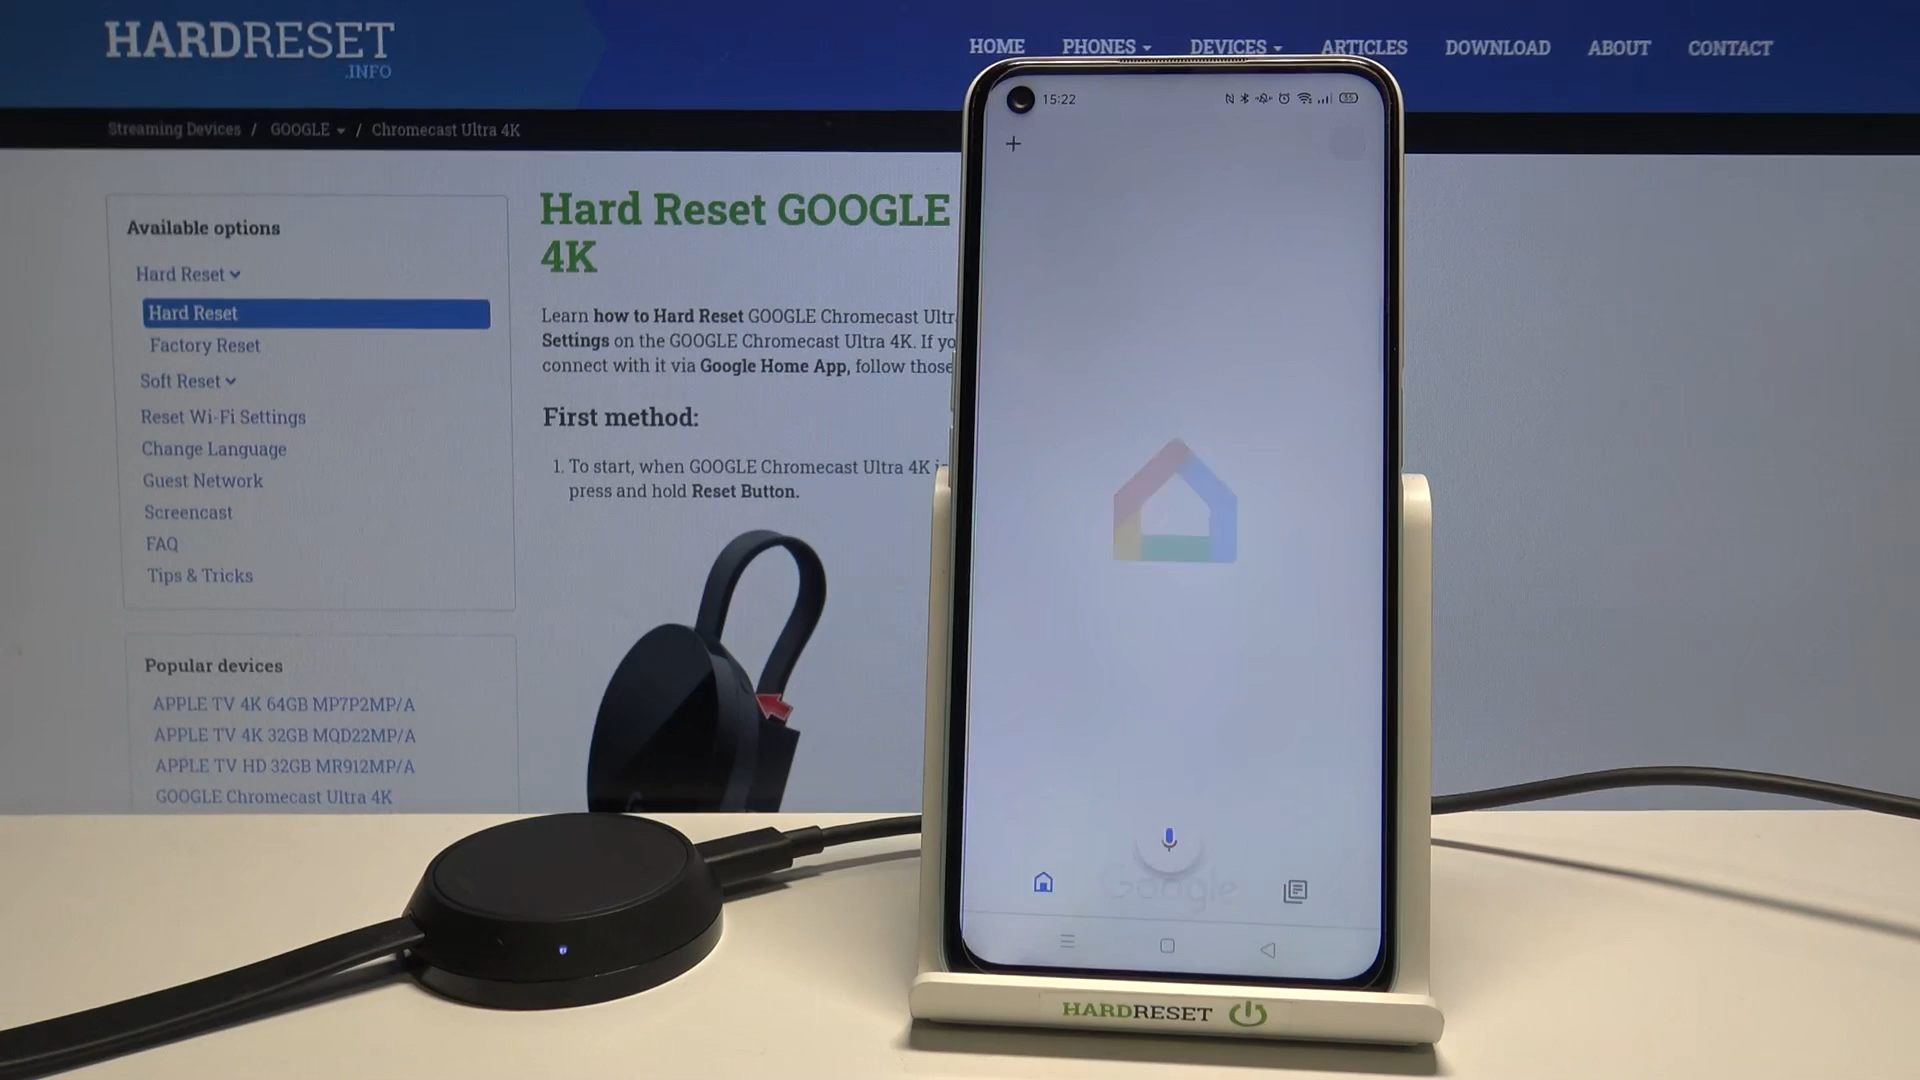 HARDRESET
.INFO
HOME PHONES DEVICES ARTICLES DOWNLOAD ABOUT CONTACT
Streaming Devices / GOOGLE / Chromecast Ultra 4K
Available options
Hard Reset
Hard Reset
Factory Reset
Soft Reset
Reset Wi-Fi Settings
Change Language
Guest Network
Screencast
FAQ
Tips & Tricks
Popular devices
APPLE TV 4K 64GB MP7P2MP/A
APPLE TV 4K 32GB MQD22MP/A
APPLE TV HD 32GB MR912MP/A
GOOGLE Chromecast Ultra 4K
Hard Reset GOOGLE
4K
Learn how to Hard Reset GOOGLE Chromecast Ultr
Settings on the GOOGLE Chromecast Ultra 4K. If yo
connect with it via Google Home App, follow those
First method:
1. To start, when GOOGLE Chromecast Ultra 4K
press and hold Reset Button.
15:22
Google
HARDRESET